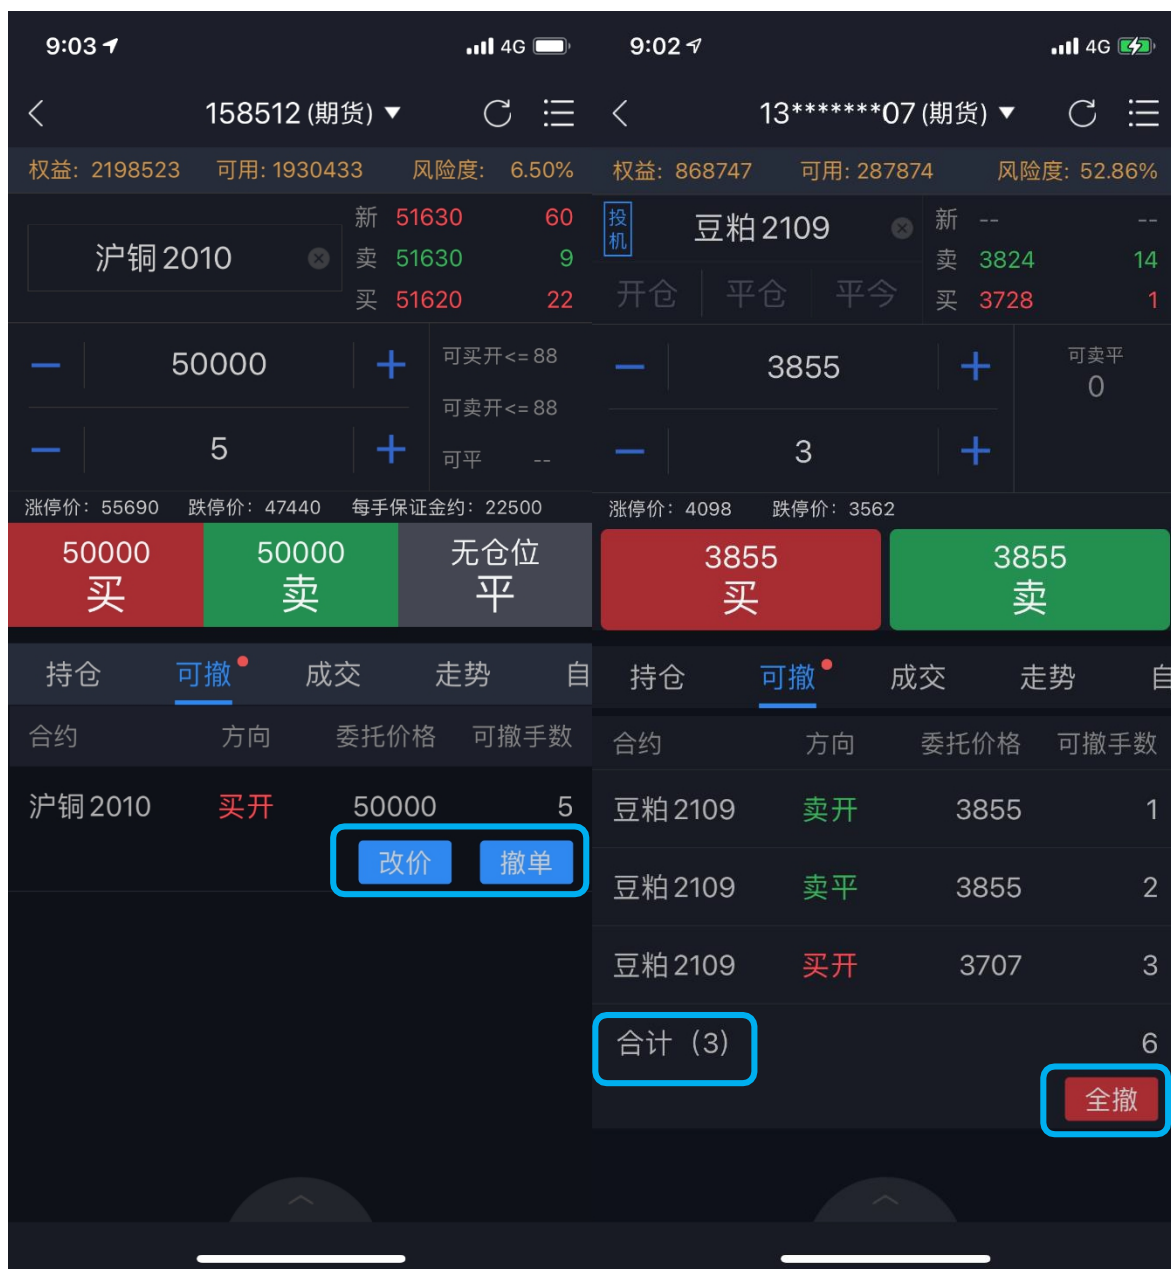 9:03
4G
158512 (期货) ▼
权益: 2198523 可用: 1930433 风险度: 6.50%
沪铜 2010
新 51630 60
卖 51630 9
买 51620 22
50000
可买开<= 88
可卖开<= 88
5
可平 --
涨停价: 55690 跌停价: 47440 每手保证金约: 22500
50000
买
50000
卖
无仓位
平
持仓 可撤 成交 走势 自
合约 方向 委托价格 可撤手数
沪铜 2010 买开 50000 5
改价 撤单
9:02
4G
13*******07 (期货) ▼
权益: 868747 可用: 287874 风险度: 52.86%
投机
豆粕 2109
开仓 平仓 平今
新 -- --
卖 3824 14
买 3728 1
3855
可卖平
0
3
涨停价: 4098 跌停价: 3562
3855
买
3855
卖
持仓 可撤 成交 走势 自
合约 方向 委托价格 可撤手数
豆粕 2109 卖开 3855 1
豆粕 2109 卖平 3855 2
豆粕 2109 买开 3707 3
合计（3） 6
全撤